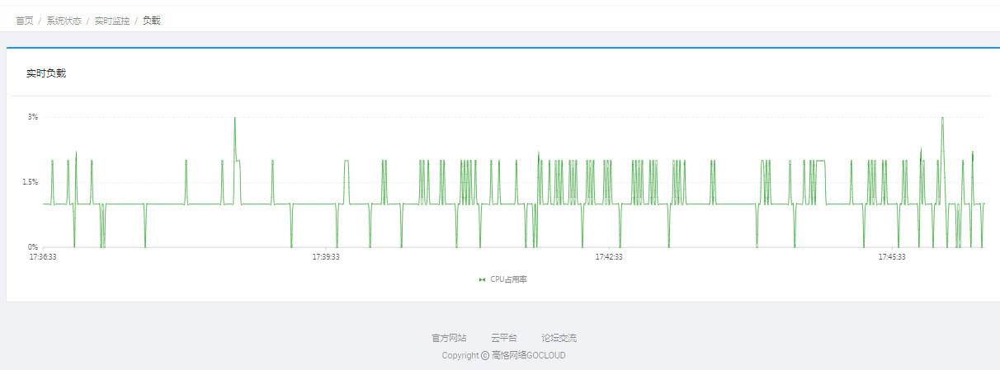 首页 / 系统状态 / 实时监控 / 负载
实时负载
3%
1.5%
0%
17:36:33 17:39:33 17:42:33 17:45:33
CPU占用率
官方网站 云平台 论坛交流
Copyright © 高恪网络GOCLOUD